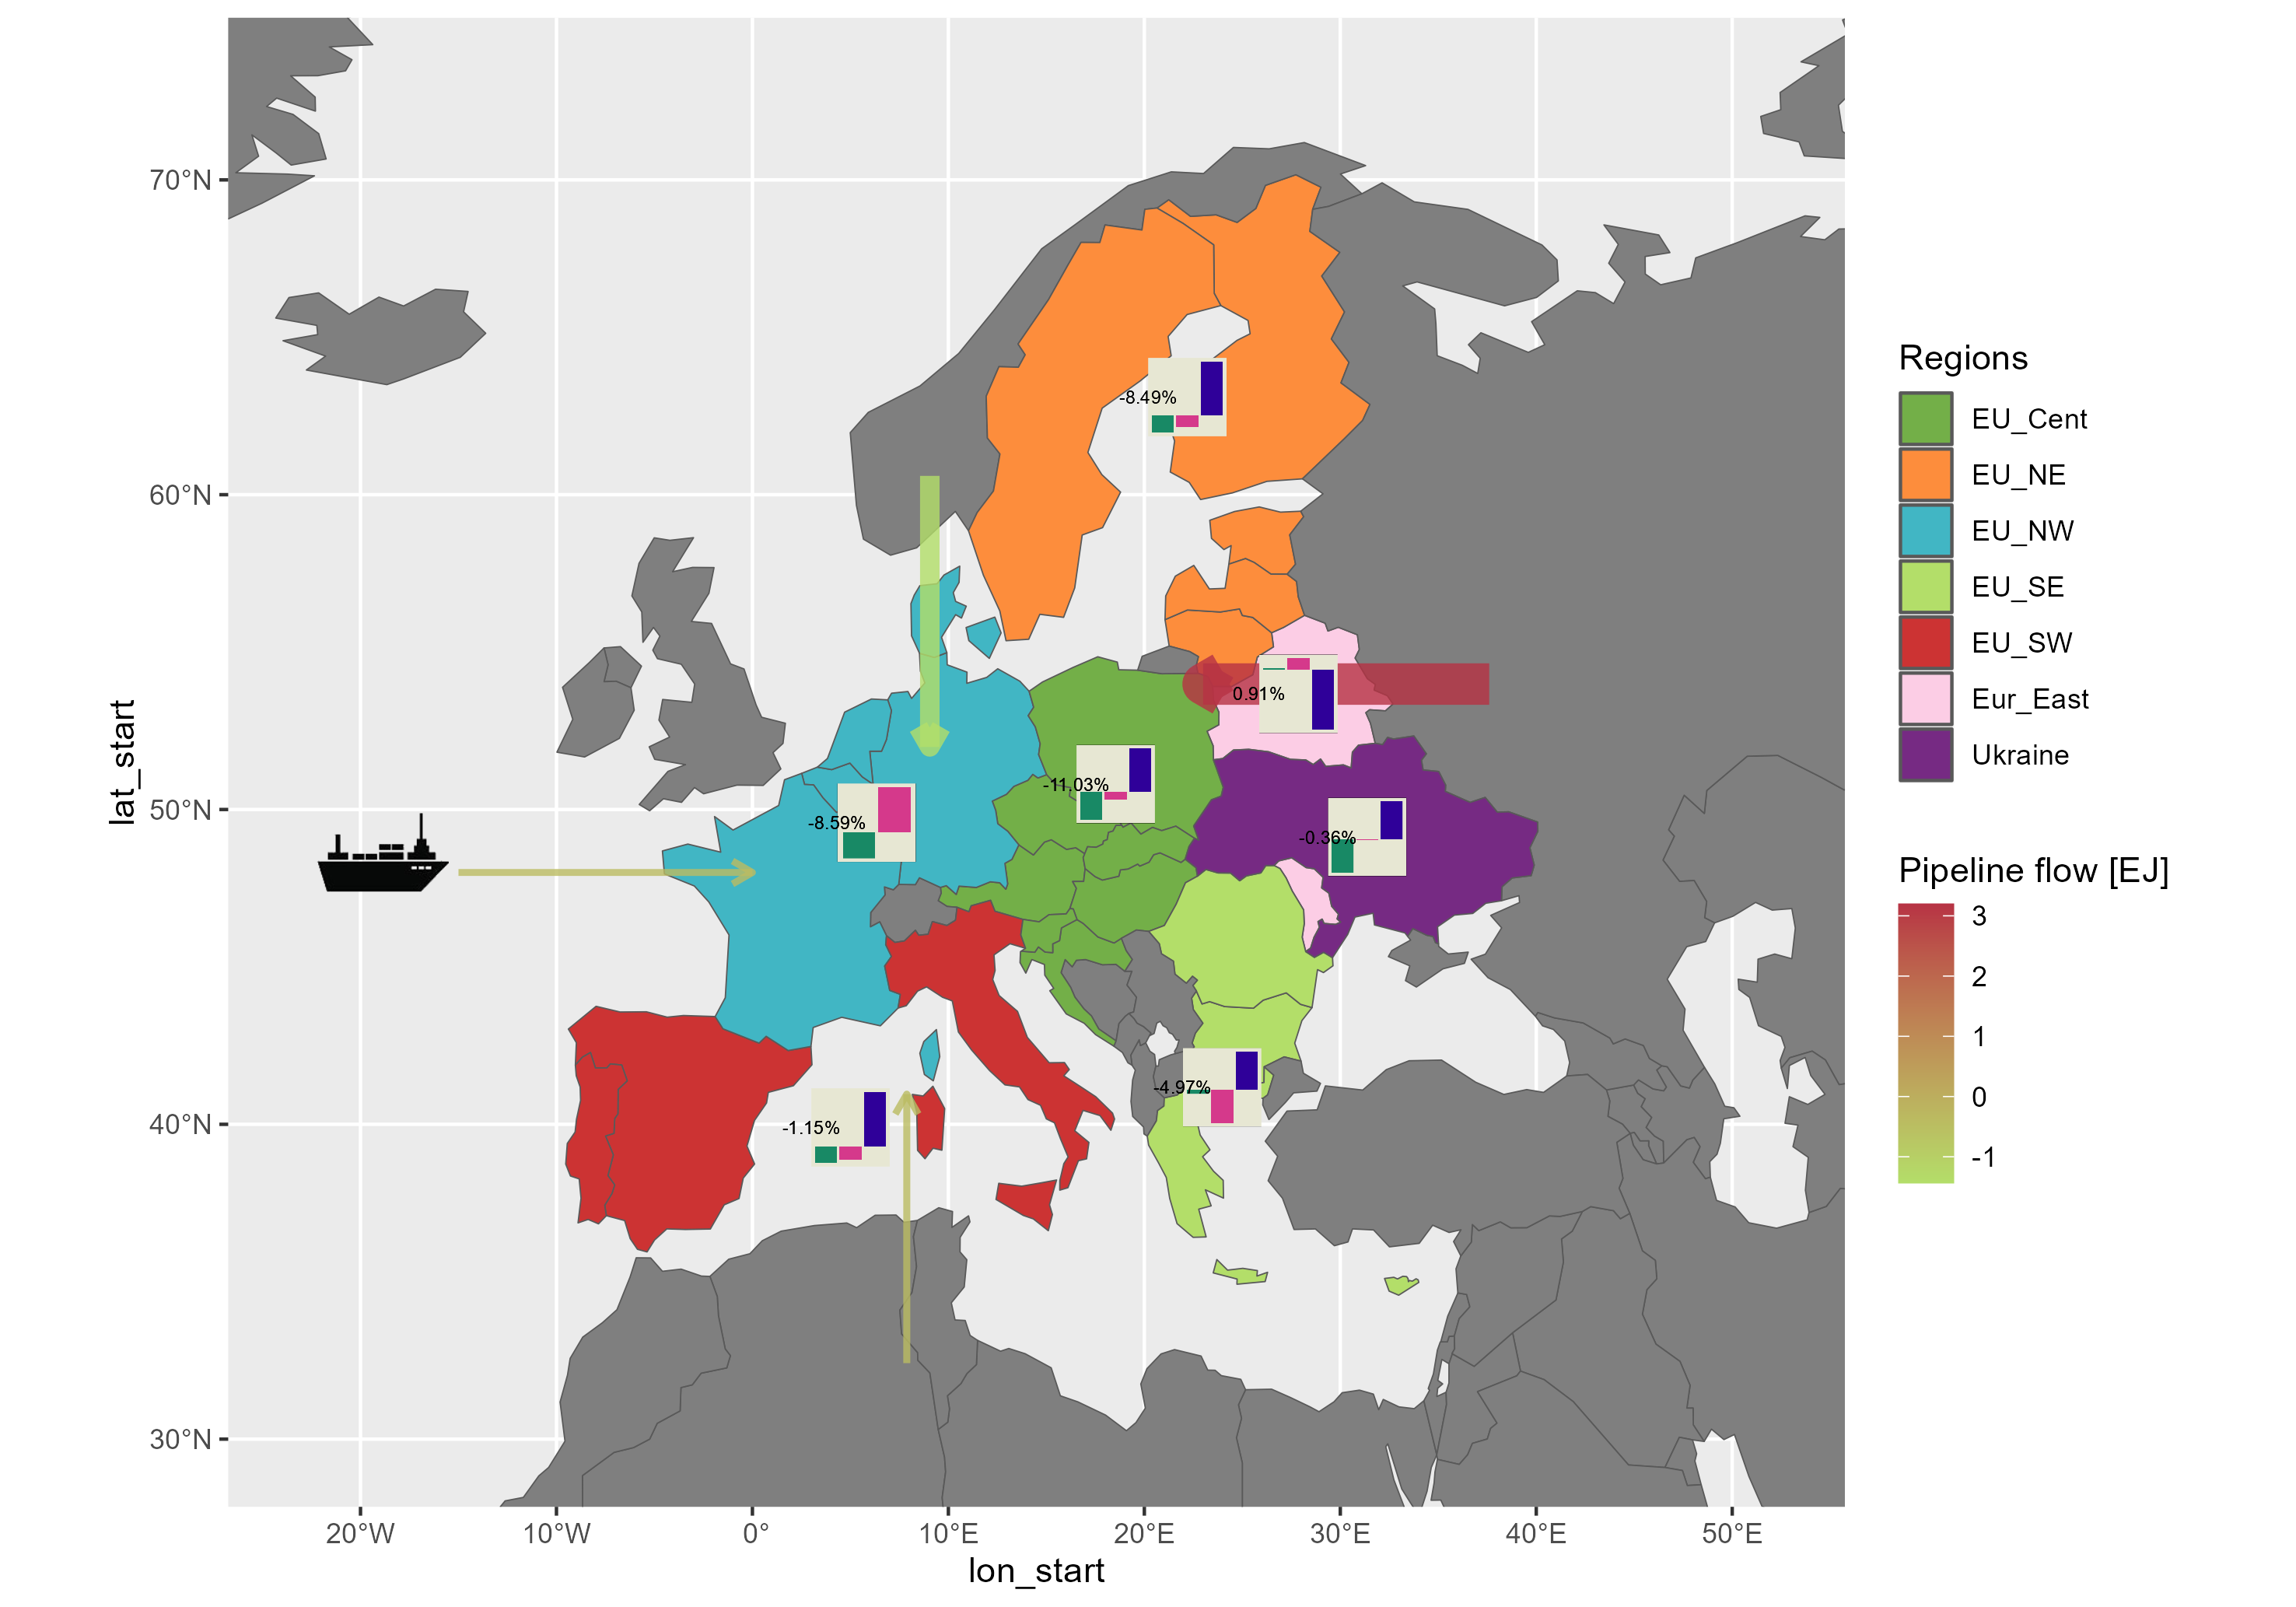 70°N
60°N
50°N
40°N
30°N
lat_start
20°W
10°W
0°
10°E
20°E
30°E
40°E
50°E
lon_start
-8.49%
0.91%
-11.03%
-8.59%
-0.36%
-4.97%
-1.15%
Regions
EU_Cent
EU_NE
EU_NW
EU_SE
EU_SW
Eur_East
Ukraine
Pipeline flow [EJ]
3
2
1
0
-1